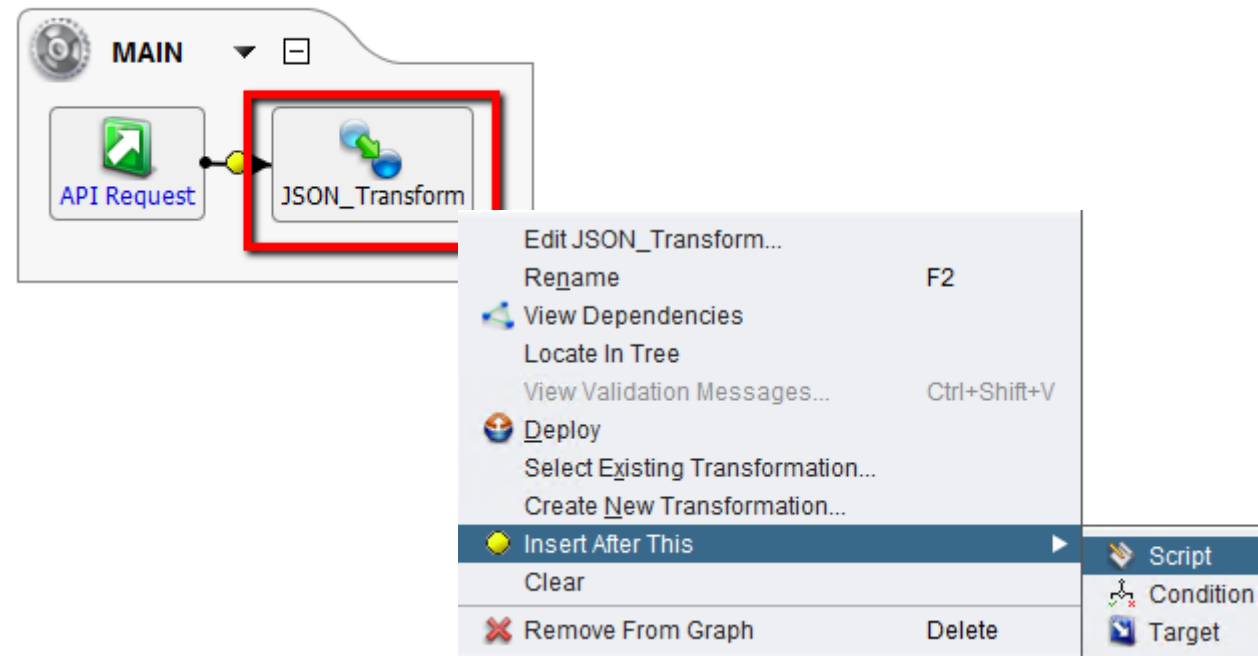 MAIN
API Request
JSON_Transform
Edit JSON_Transform...
Rename F2
View Dependencies
Locate In Tree
View Validation Messages... Ctrl+Shift+V
Deploy
Select Existing Transformation...
Create New Transformation...
Insert After This
Clear
Remove From Graph Delete
Script
Condition
Target